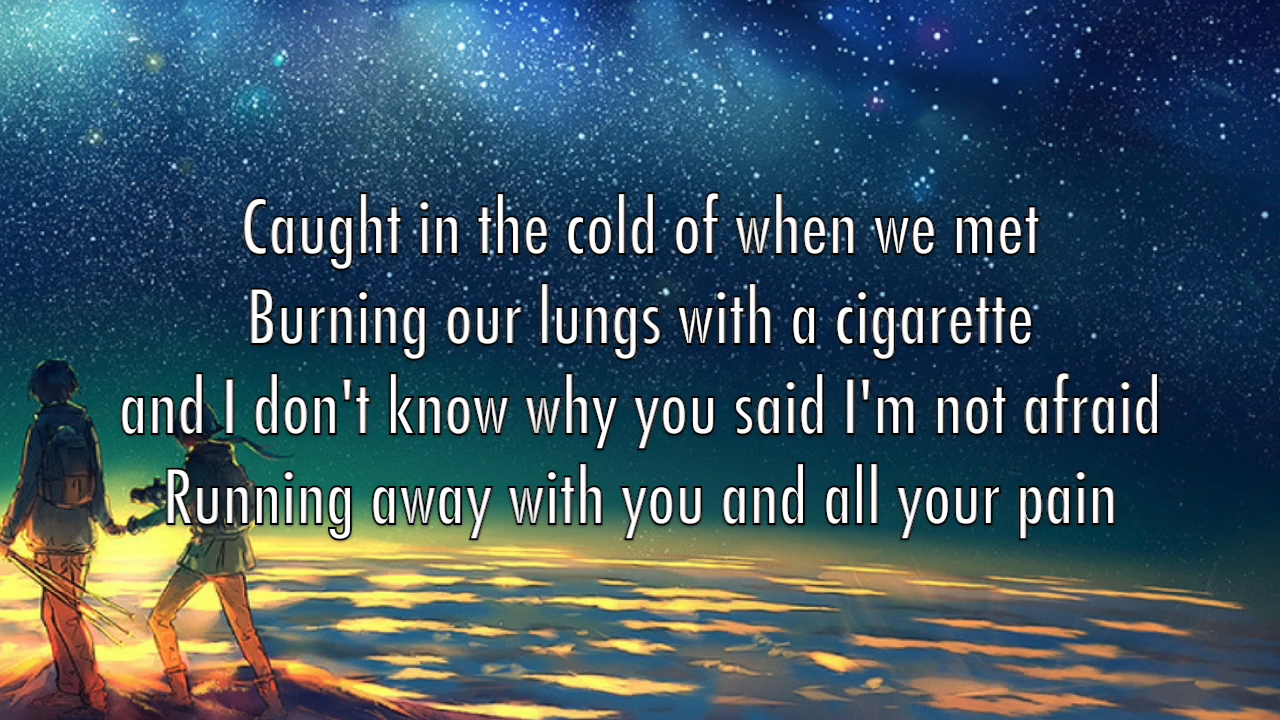 Caught in the cold of when we met
Burning our lungs with a cigarette
and I don't know why you said I'm not afraid
Running away with you and all your pain